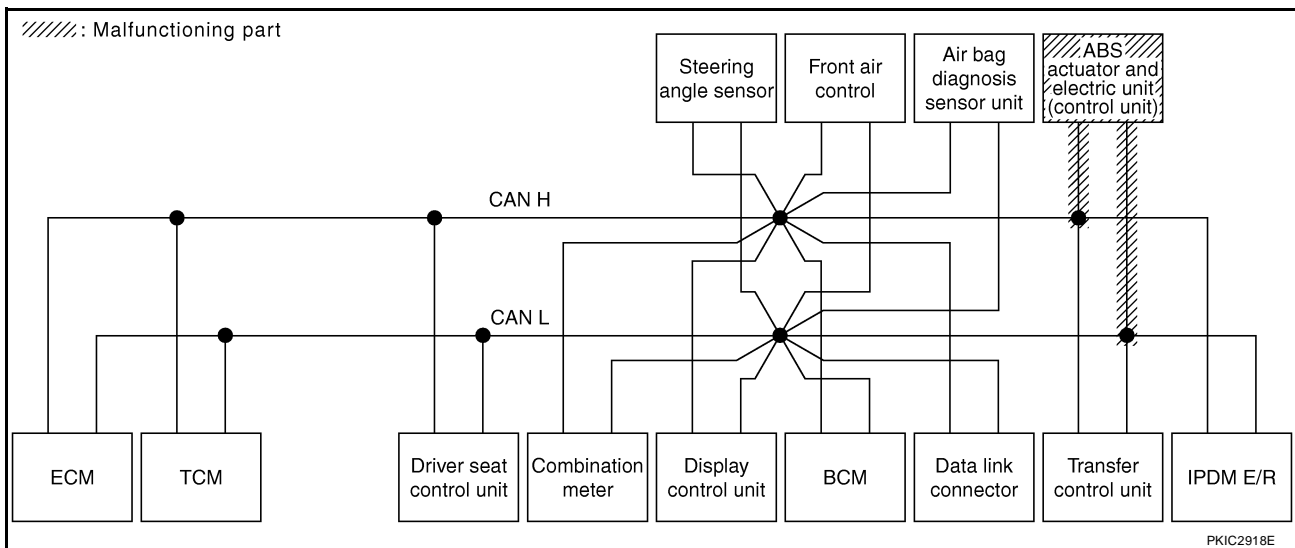 : Malfunctioning part
Steering
angle sensor
Front air
control
Air bag
diagnosis
sensor unit
ABS
actuator and
electric unit
(control unit)
CAN H
CAN L
ECM
TCM
Driver seat
control unit
Combination
meter
Display
control unit
BCM
Data link
connector
Transfer
control unit
IPDM E/R
PKIC2918E